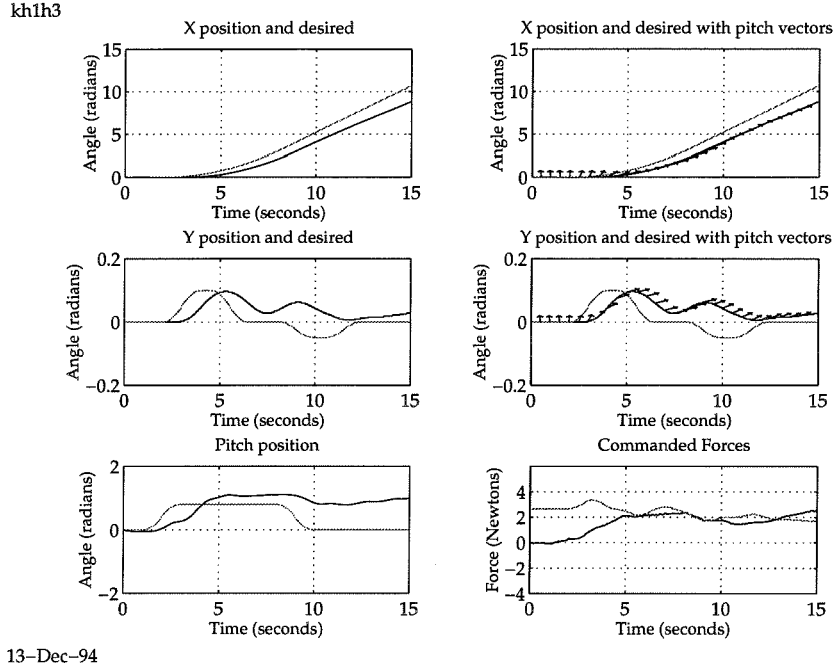 kh1h3
X position and desired
15
10
5
0
Angle (radians)
0 5 10 15
Time (seconds)
X position and desired with pitch vectors
15
10
5
0
Angle (radians)
0 5 10 15
Time (seconds)
Y position and desired
0.2
0
−0.2
Angle (radians)
0 5 10 15
Time (seconds)
Y position and desired with pitch vectors
0.2
0
−0.2
Angle (radians)
0 5 10 15
Time (seconds)
Pitch position
2
0
−2
Angle (radians)
0 5 10 15
Time (seconds)
Commanded Forces
4
2
0
−2
−4
Force (Newtons)
0 5 10 15
Time (seconds)
13−Dec−94